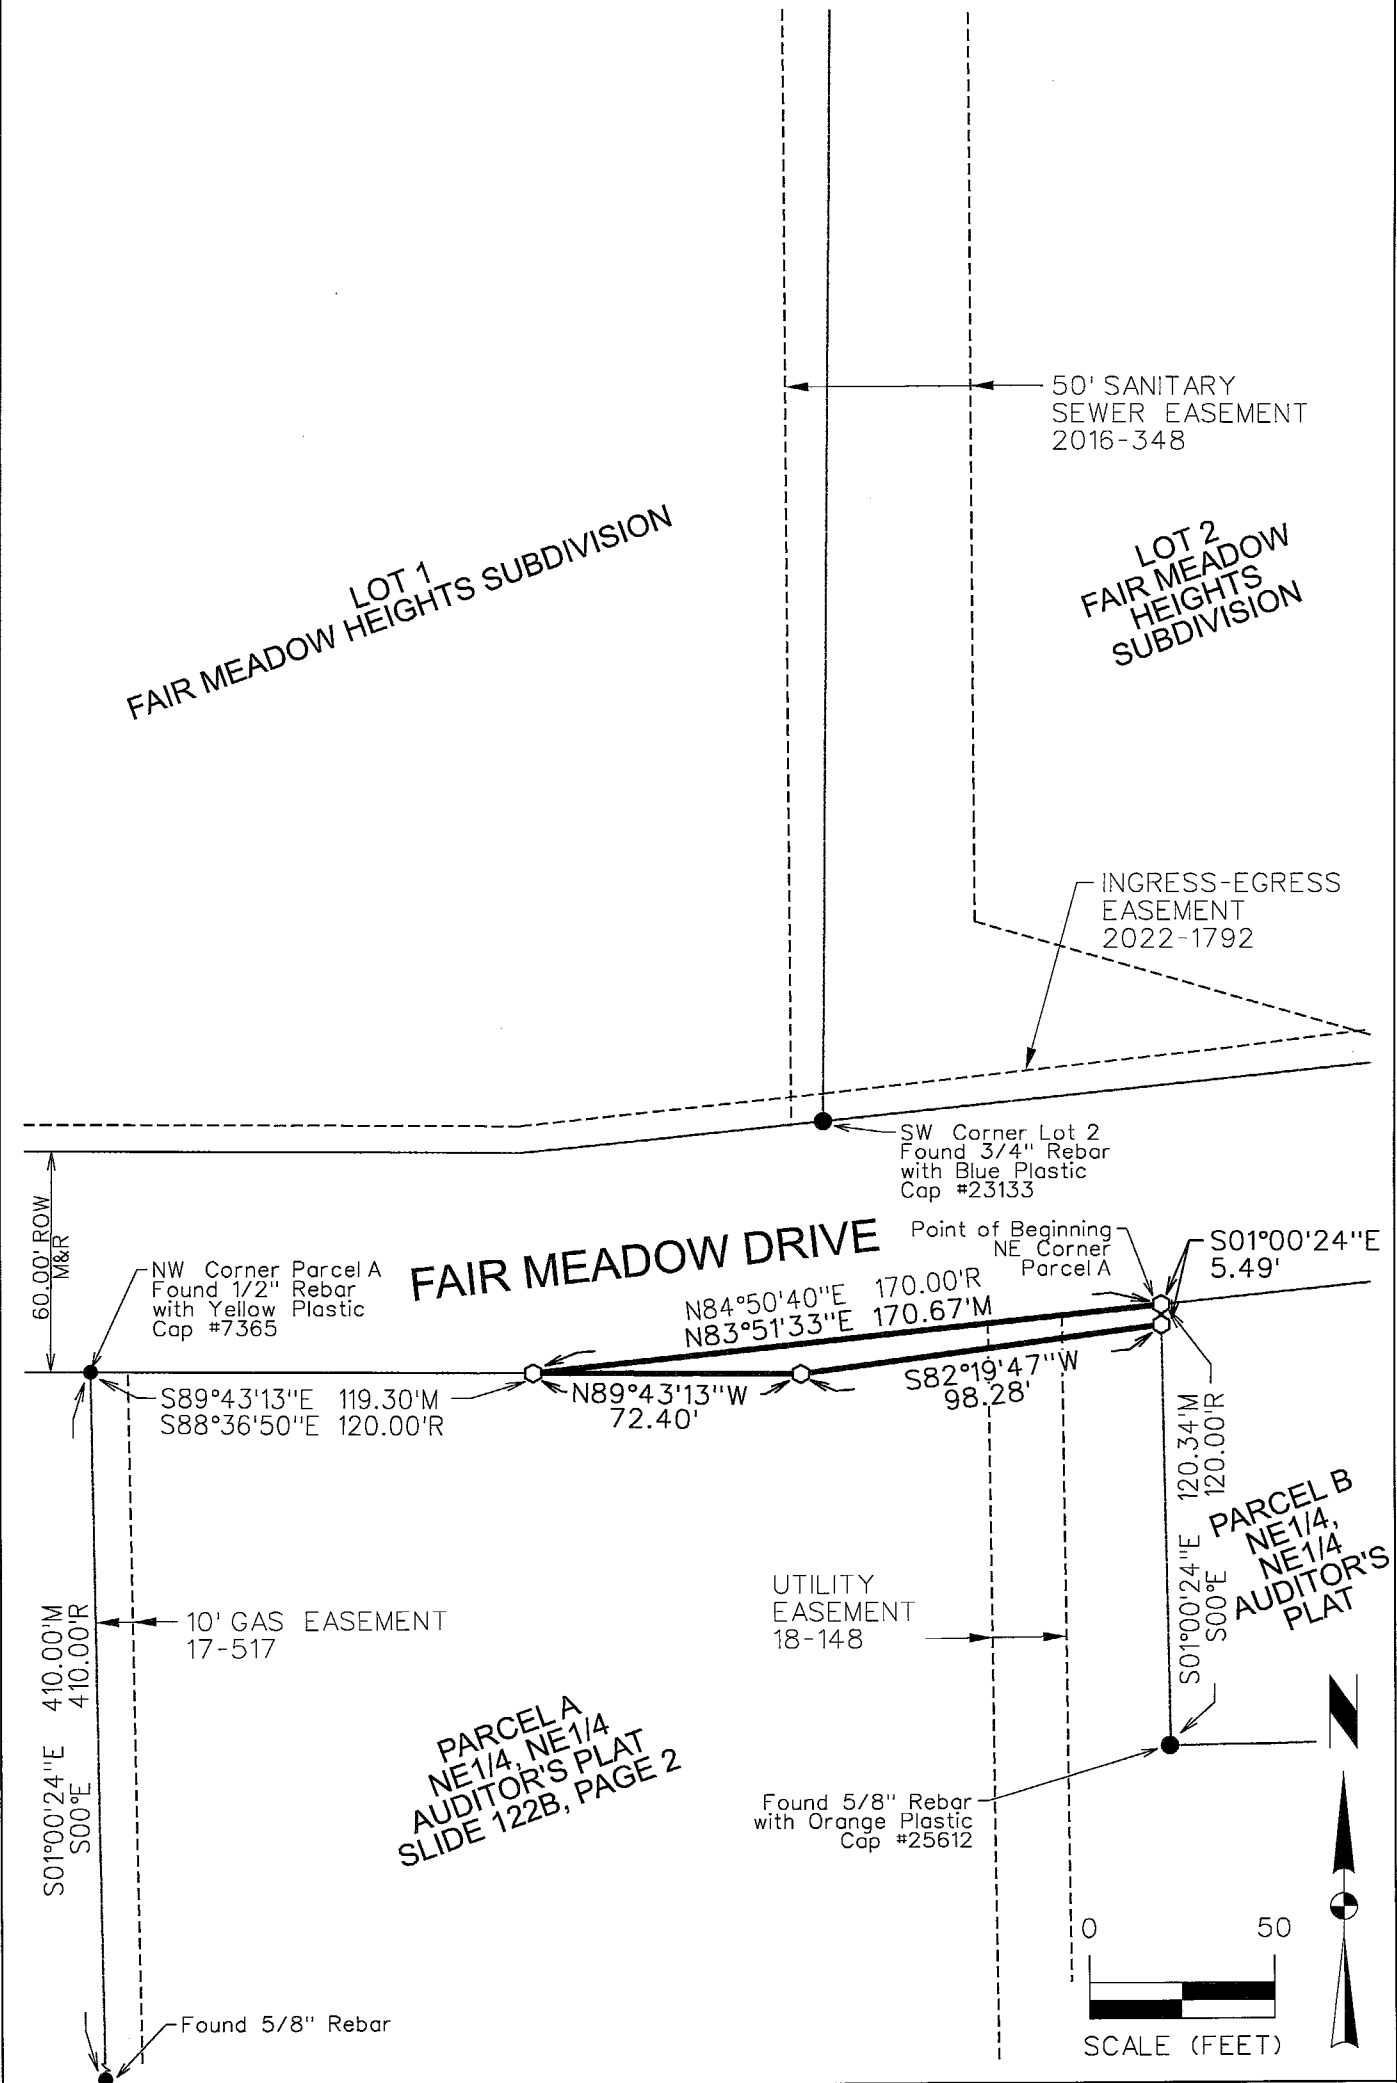 50' SANITARY
SEWER EASEMENT
2016-348
LOT 1
FAIR MEADOW HEIGHTS SUBDIVISION
LOT 2
FAIR MEADOW
HEIGHTS
SUBDIVISION
INGRESS-EGRESS
EASEMENT
2022-1792
SW Corner Lot 2
Found 3/4" Rebar
with Blue Plastic
Cap #23133
60.00' ROW
M&R
NW Corner Parcel A
Found 1/2" Rebar
with Yellow Plastic
Cap #7365
FAIR MEADOW DRIVE
Point of Beginning
NE Corner
Parcel A
S01°00'24"E
5.49'
N84°50'40"E 170.00'R
N83°51'33"E 170.67'M
S89°43'13"E 119.30'M
S88°36'50"E 120.00'R
N89°43'13"W
72.40'
S82°19'47"W
98.28'
S01°00'24"E 120.34'M
S00°E 120.00'R
PARCEL B
NE1/4,
NE1/4
AUDITOR'S
PLAT
S01°00'24"E 410.00'M
S00°E 410.00'R
10' GAS EASEMENT
17-517
UTILITY
EASEMENT
18-148
PARCEL A
NE1/4, NE1/4
AUDITOR'S PLAT
SLIDE 122B, PAGE 2
Found 5/8" Rebar
with Orange Plastic
Cap #25612
N
0 50
SCALE (FEET)
Found 5/8" Rebar